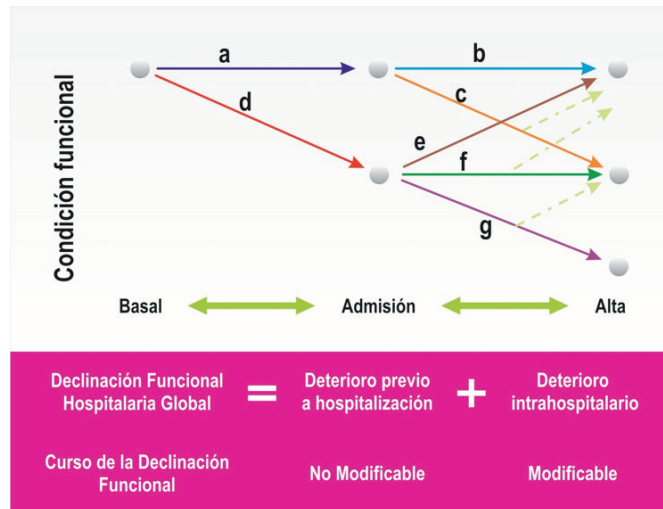 a
b
d
c
e
f
g
Condición funcional
Basal
Admisión
Alta
Declinación Funcional
Hospitalaria Global
=
Deterioro previo
a hospitalización
+
Deterioro
intrahospitalario
Curso de la Declinación
Funcional
No Modificable
Modificable